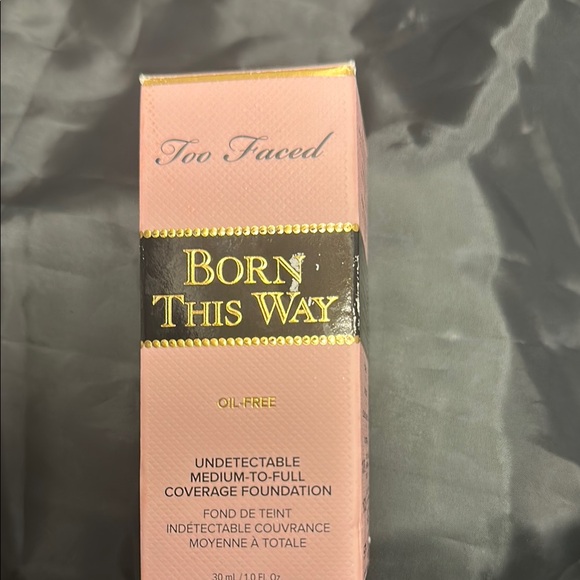 Too Faced
BORN
THIS WAY
OIL-FREE
UNDETECTABLE
MEDIUM-TO-FULL
COVERAGE FOUNDATION
FOND DE TEINT
INDÉTECTABLE COUVRANCE
MOYENNE À TOTALE
30 mL / 1.0 FL. Oz